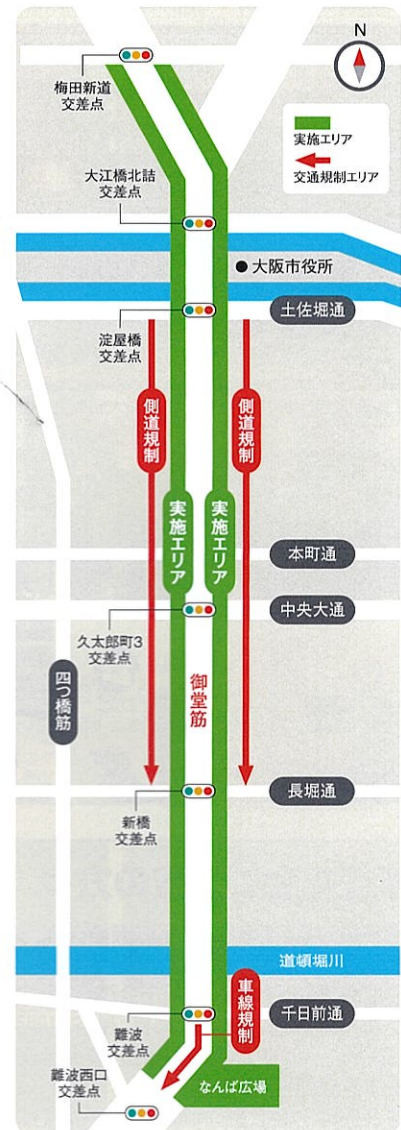 N
梅田新道
交差点
実施エリア
交通規制エリア
大江橋北詰
交差点
大阪市役所
土佐堀通
淀屋橋
交差点
側道規制
側道規制
実施エリア
実施エリア
本町通
中央大通
久太郎町3
交差点
御堂筋
四つ橋筋
長堀通
新橋
交差点
道頓堀川
車線規制
千日前通
難波
交差点
難波西口
交差点
なんば広場